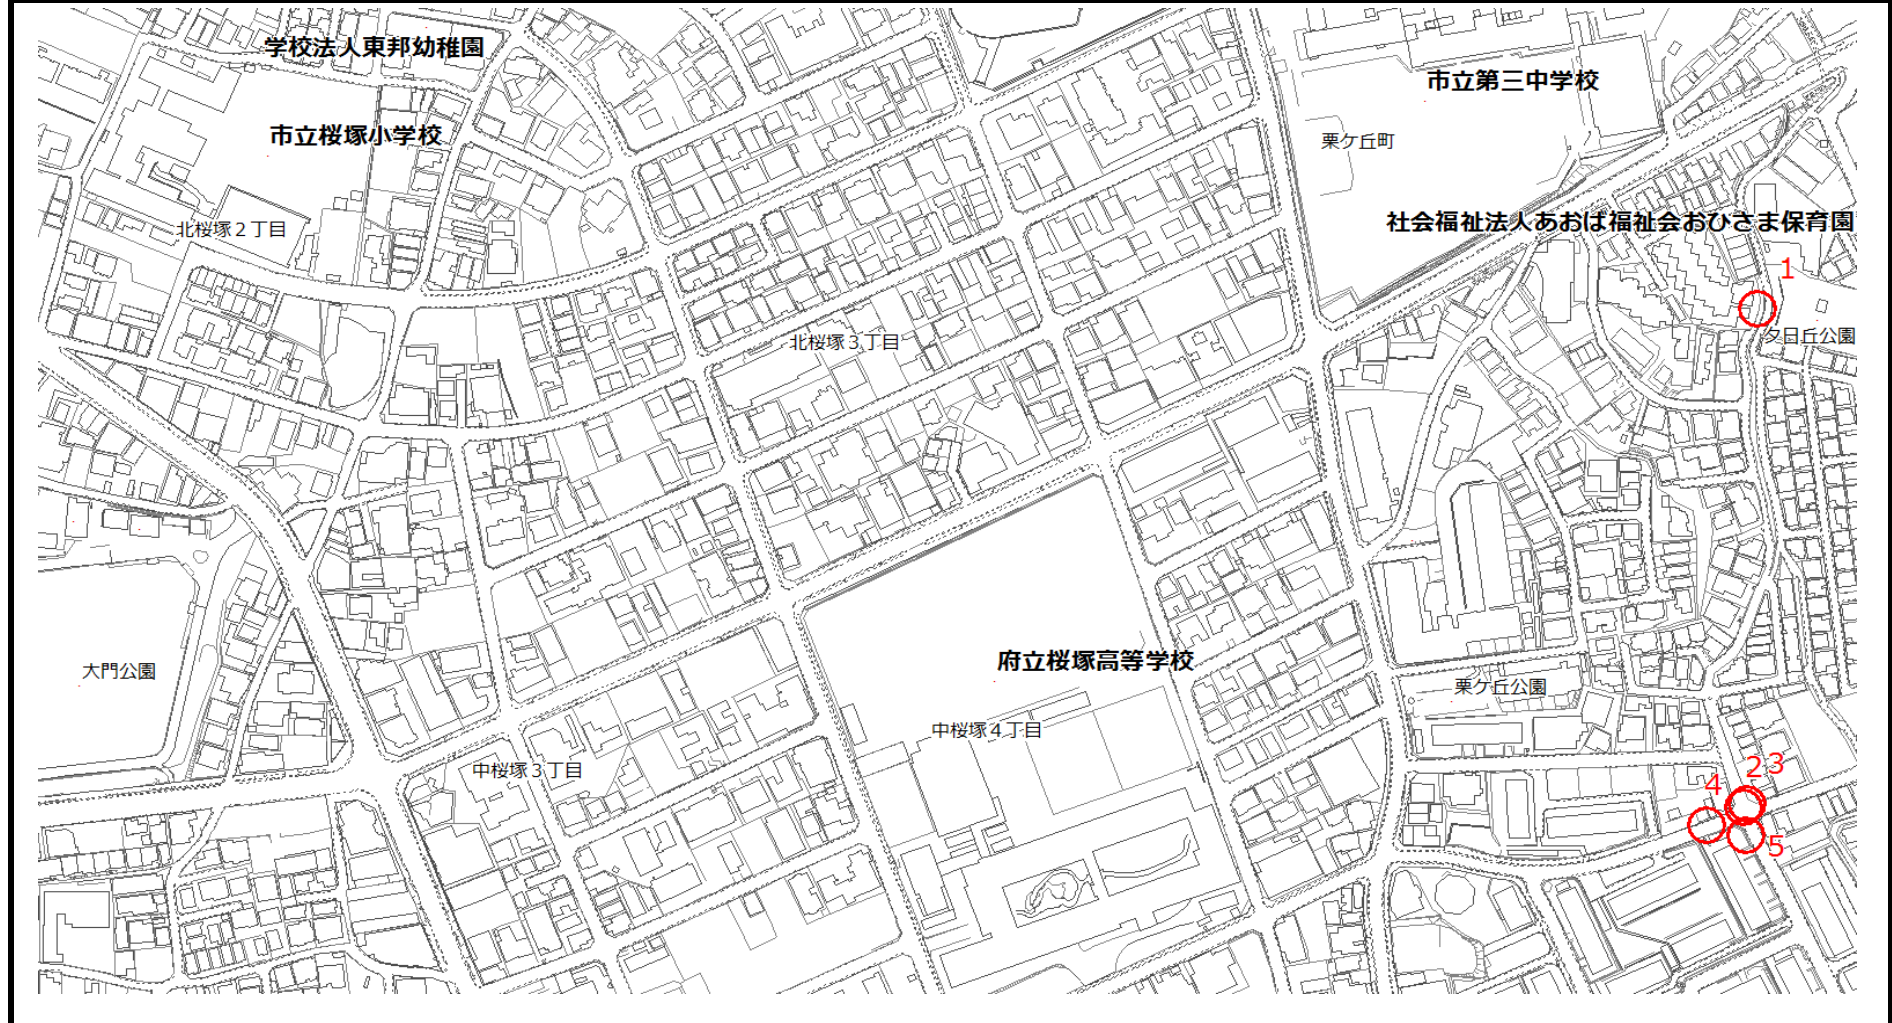 学校法人東邦幼稚園
市立第三中学校
市立桜塚小学校
栗ケ丘町
北桜塚２丁目
社会福祉法人あおば福祉会おひさま保育園
1
北桜塚３丁目
夕日丘公園
大門公園
府立桜塚高等学校
栗ケ丘公園
中桜塚４丁目
中桜塚３丁目
2
3
4
5